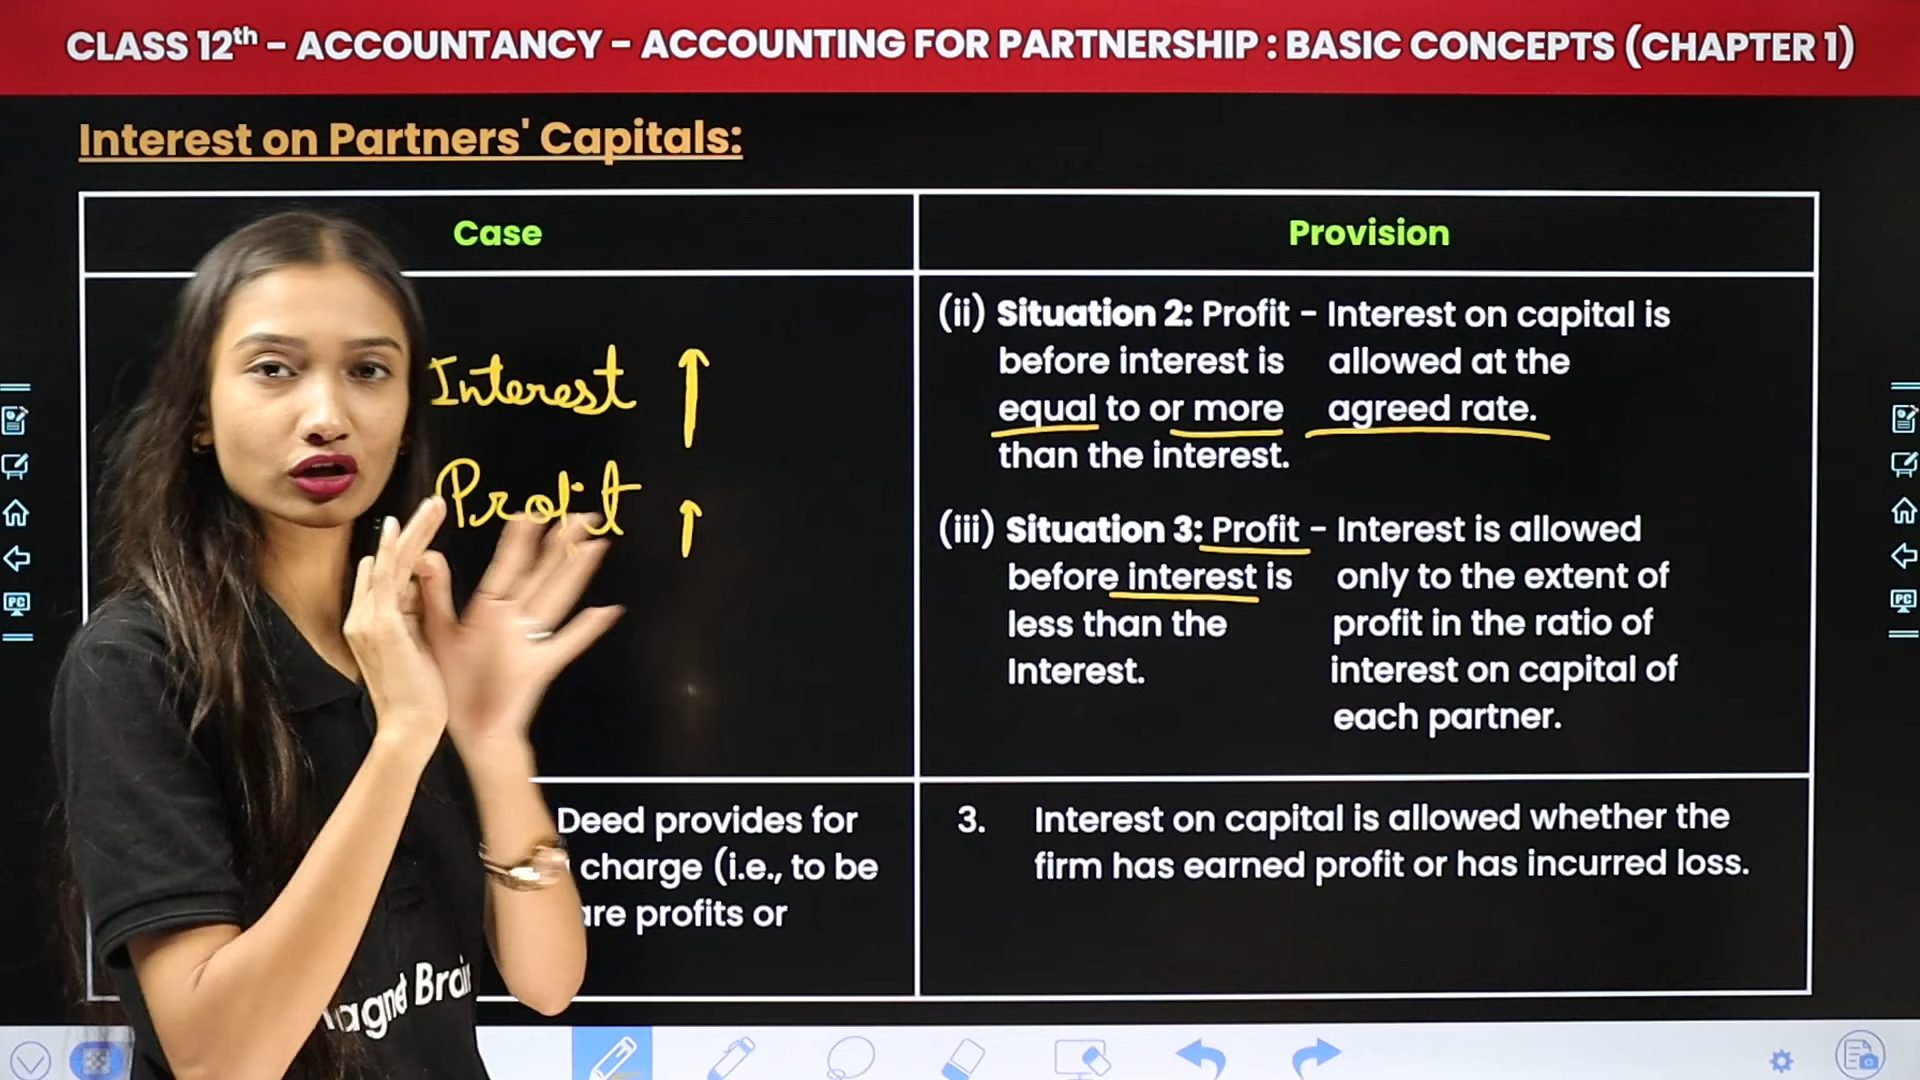 CLASS 12th - ACCOUNTANCY - ACCOUNTING FOR PARTNERSHIP : BASIC CONCEPTS (CHAPTER 1)
Interest on Partners' Capitals:
Case
Provision
Interest ↑
Profit ↑
(ii) Situation 2: Profit - Interest on capital is
before interest is allowed at the
equal to or more agreed rate.
than the interest.
(iii) Situation 3: Profit - Interest is allowed
before interest is only to the extent of
less than the profit in the ratio of
Interest. interest on capital of
each partner.
Deed provides for
charge (i.e., to be
profits or
3. Interest on capital is allowed whether the
firm has earned profit or has incurred loss.
PC
PC